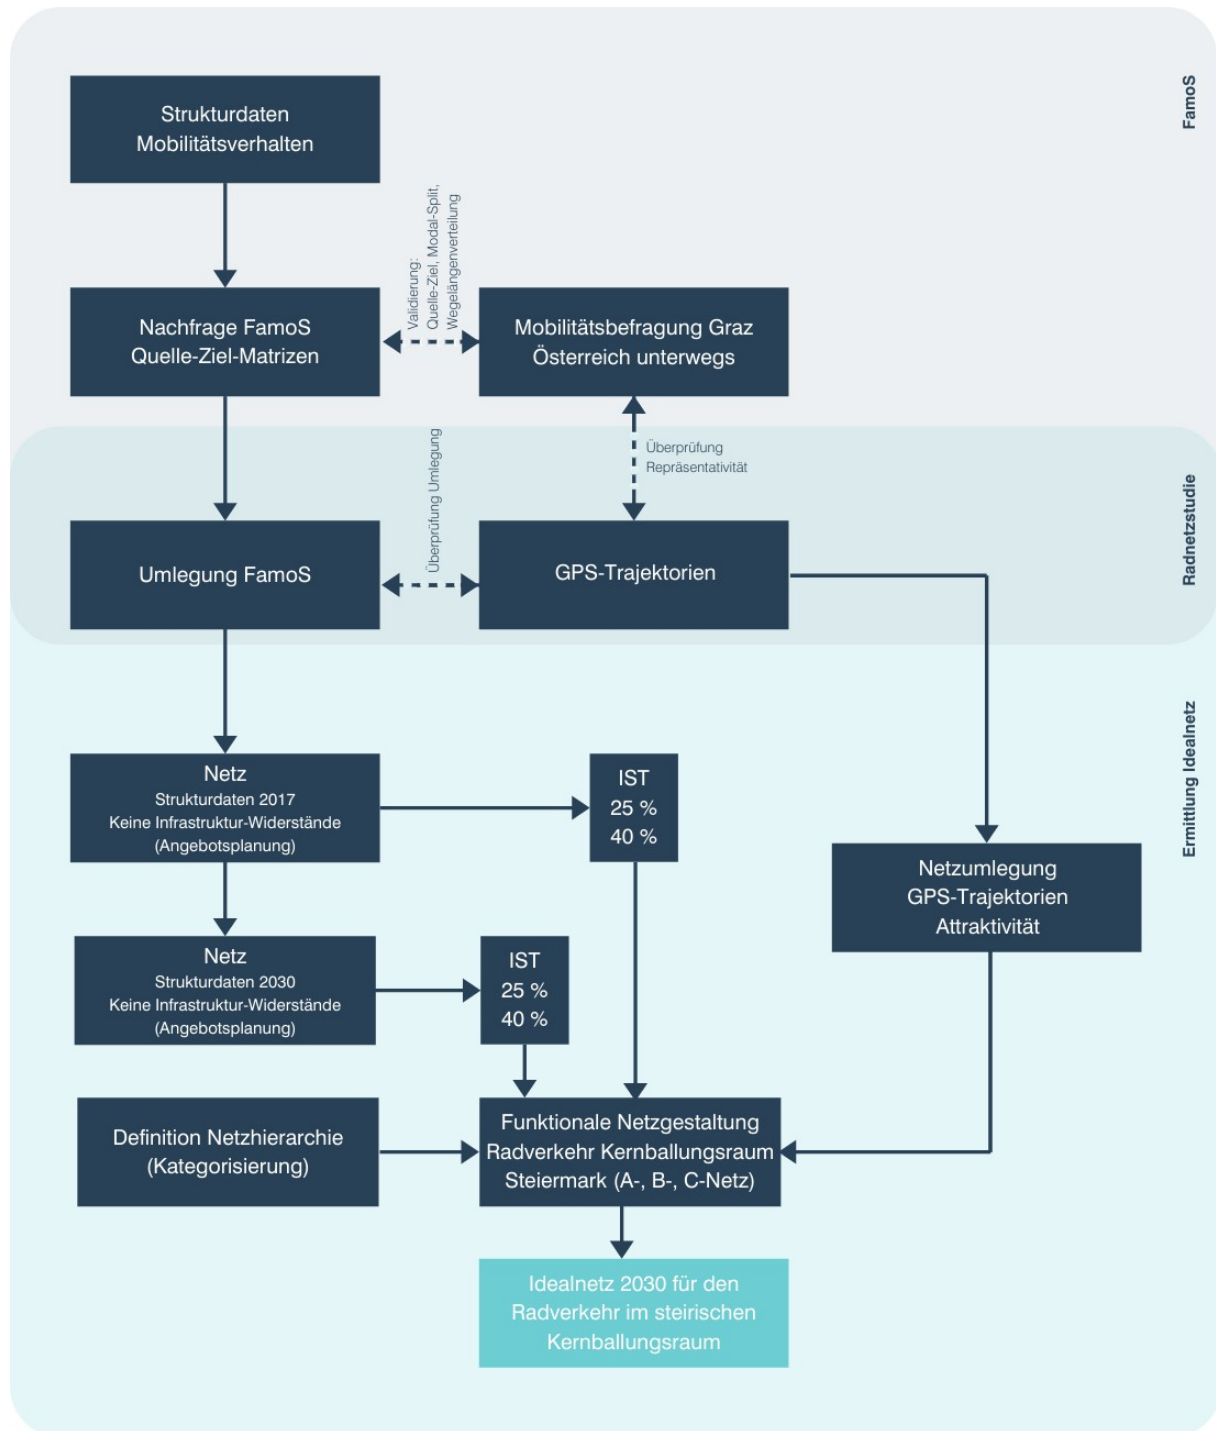 FamoS
Strukturdaten
Mobilitätsverhalten
Validierung:
Quelle-Ziel, Modal-Split,
Wegelängenverteilung
Nachfrage FamoS
Quelle-Ziel-Matrizen
Mobilitätsbefragung Graz
Österreich unterwegs
Radnetzstudie
Überprüfung Umlegung
Überprüfung
Repräsentativität
Umlegung FamoS
GPS-Trajektorien
Ermittlung Idealnetz
Netz
Strukturdaten 2017
Keine Infrastruktur-Widerstände
(Angebotsplanung)
IST
25 %
40 %
Netzumlegung
GPS-Trajektorien
Attraktivität
Netz
Strukturdaten 2030
Keine Infrastruktur-Widerstände
(Angebotsplanung)
IST
25 %
40 %
Definition Netzhierarchie
(Kategorisierung)
Funktionale Netzgestaltung
Radverkehr Kernballungsraum
Steiermark (A-, B-, C-Netz)
Idealnetz 2030 für den
Radverkehr im steirischen
Kernballungsraum